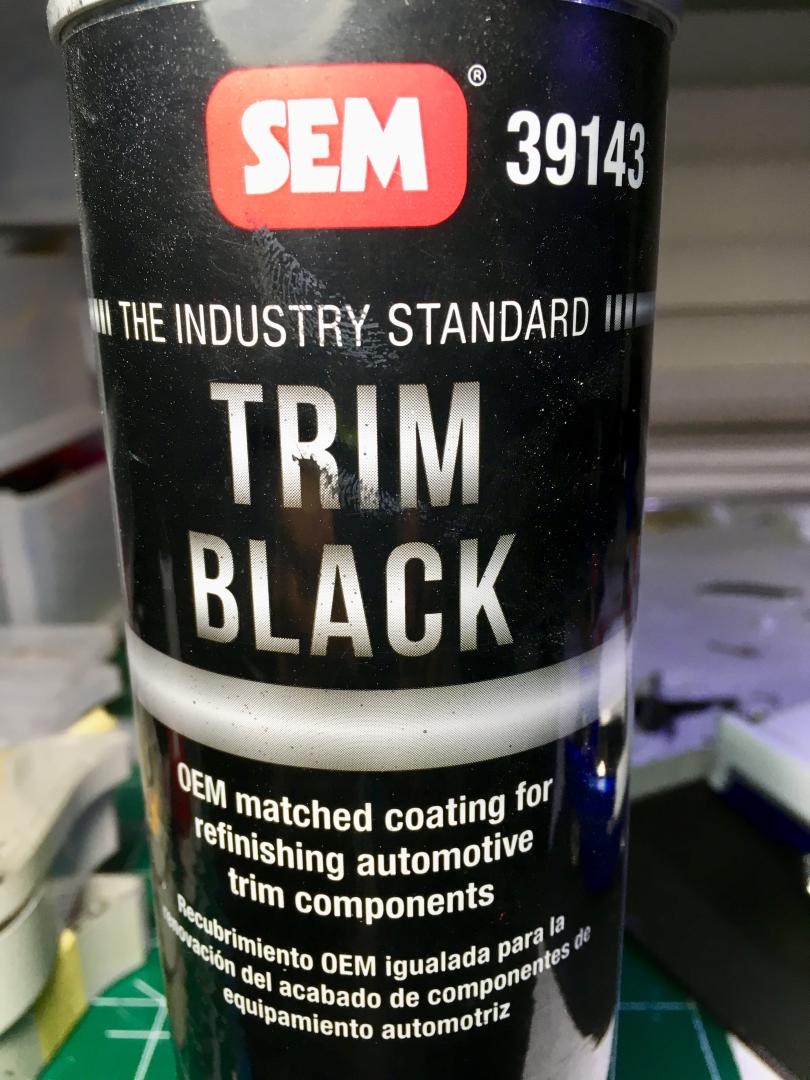 SEM® 39143
THE INDUSTRY STANDARD
TRIM
BLACK
OEM matched coating for
refinishing automotive
trim components
Recubrimiento OEM igualada para la
renovación del acabado de componentes de
equipamiento automotriz